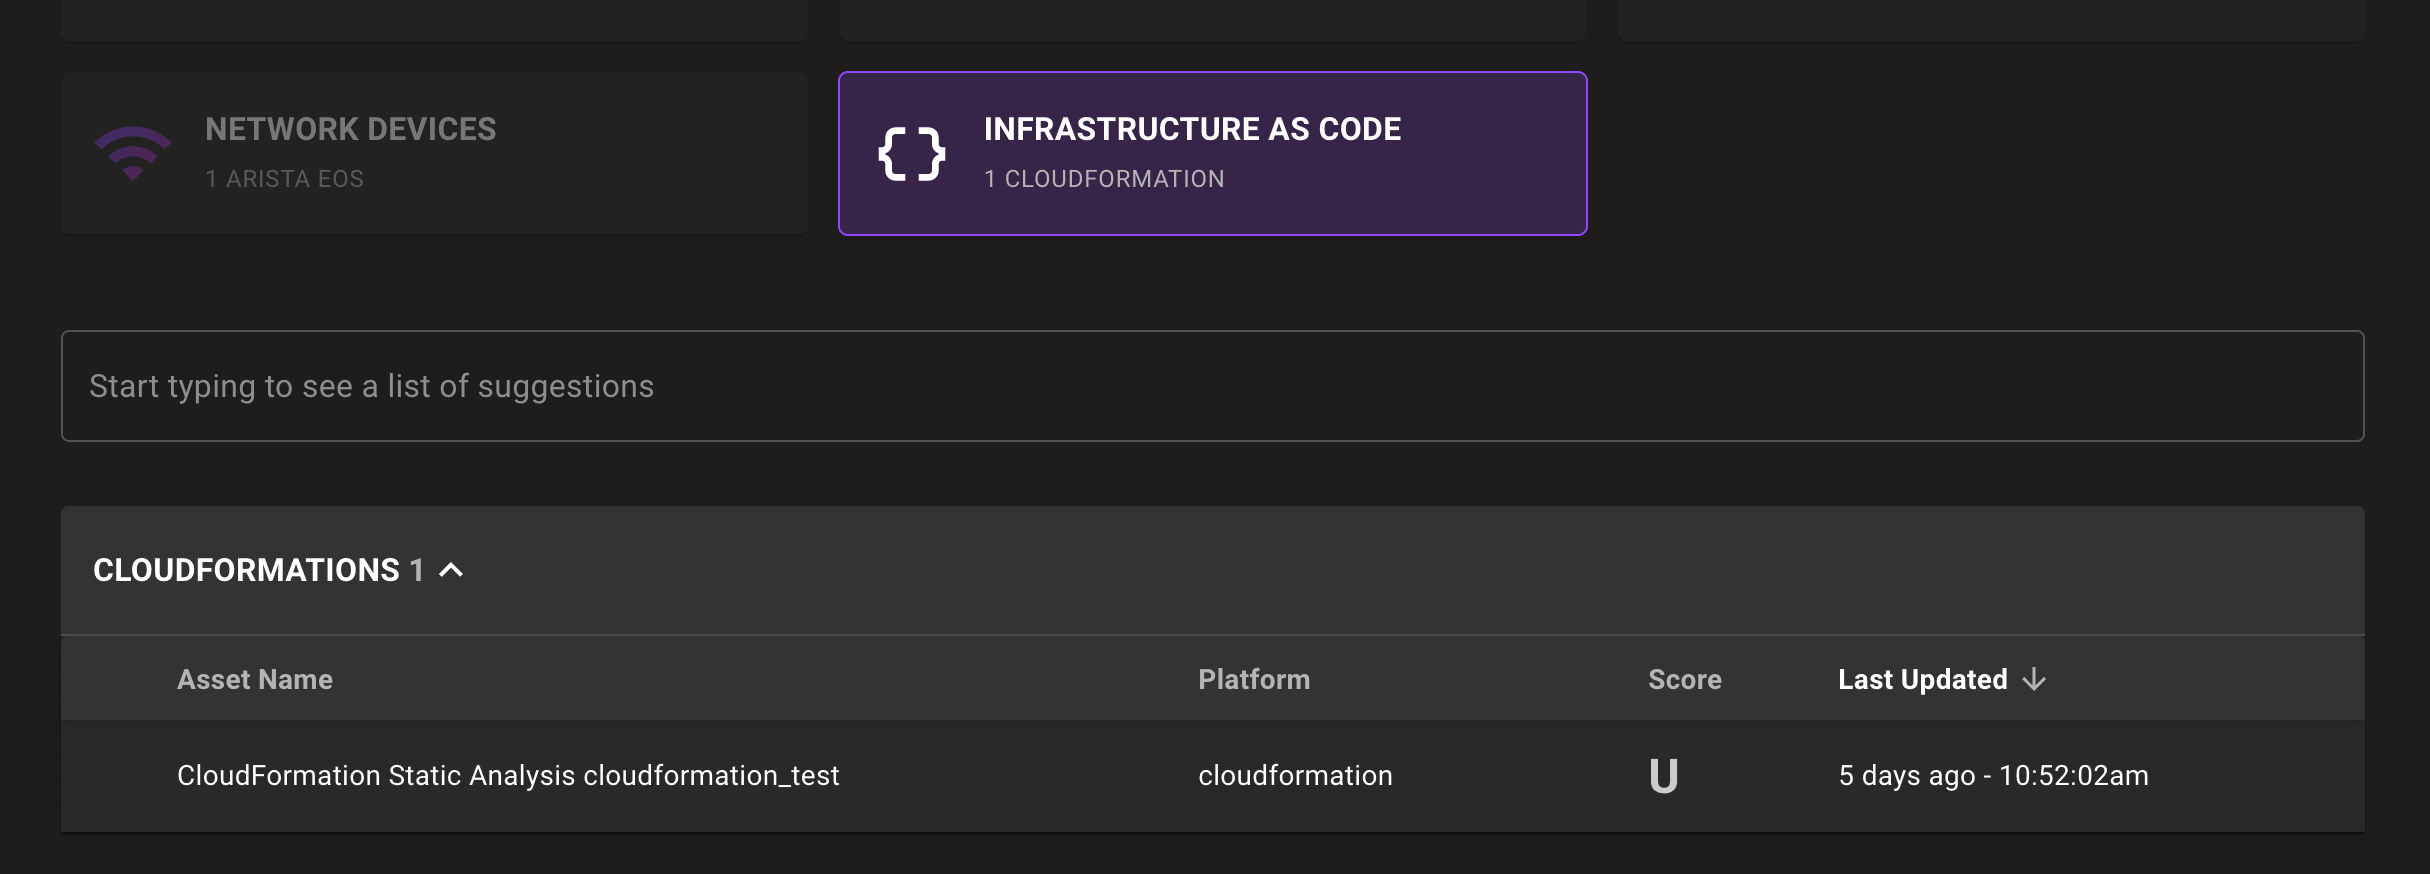 NETWORK DEVICES
1 ARISTA EOS
INFRASTRUCTURE AS CODE
1 CLOUDFORMATION
Start typing to see a list of suggestions
CLOUDFORMATIONS 1
Asset Name Platform Score Last Updated
CloudFormation Static Analysis cloudformation_test cloudformation U 5 days ago - 10:52:02am